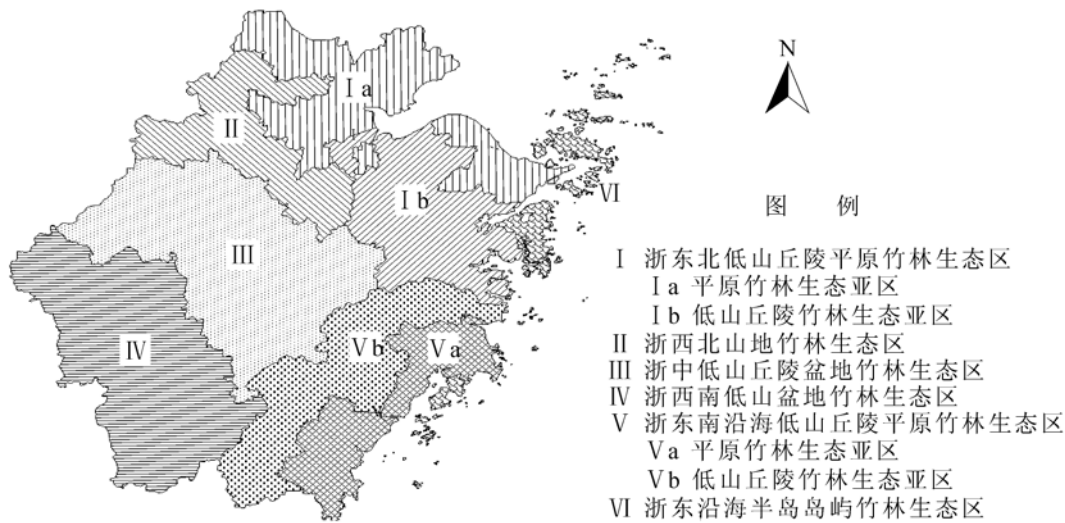 N
Ⅰa
Ⅱ
Ⅵ
Ⅰb
Ⅲ
Ⅳ
Ⅴb
Ⅴa
图 例
Ⅰ 浙东北低山丘陵平原竹林生态区
Ⅰa 平原竹林生态亚区
Ⅰb 低山丘陵竹林生态亚区
Ⅱ 浙西北山地竹林生态区
Ⅲ 浙中低山丘陵盆地竹林生态区
Ⅳ 浙西南低山盆地竹林生态区
Ⅴ 浙东南沿海低山丘陵平原竹林生态区
Ⅴa 平原竹林生态亚区
Ⅴb 低山丘陵竹林生态亚区
Ⅵ 浙东沿海半岛岛屿竹林生态区